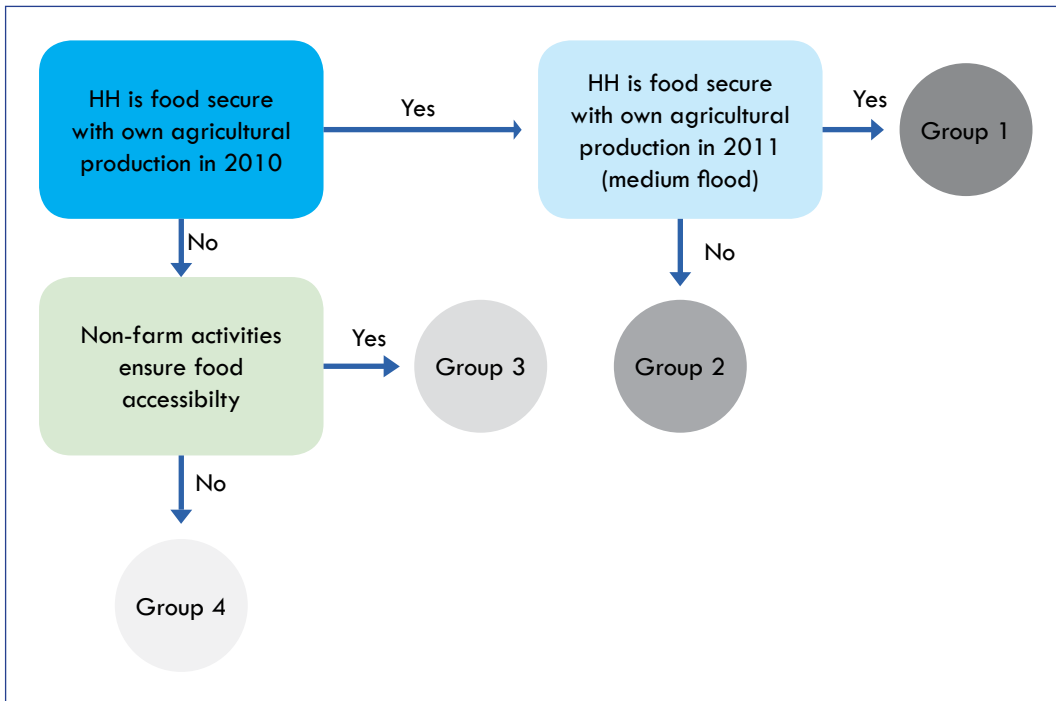 HH is food secure
with own agricultural
production in 2010
Yes
HH is food secure
with own agricultural
production in 2011
(medium flood)
Yes
Group 1
No
No
Non-farm activities
ensure food
accessibilty
Yes
Group 3
Group 2
No
Group 4